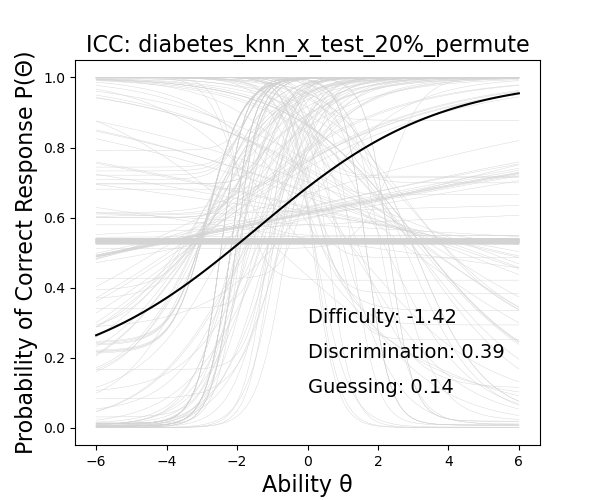 ICC: diabetes_knn_x_test_20%_permute
Probability of Correct Response P(Θ)
1.0
0.8
0.6
0.4
0.2
0.0
Difficulty: -1.42
Discrimination: 0.39
Guessing: 0.14
−6 −4 −2 0 2 4 6
Ability θ